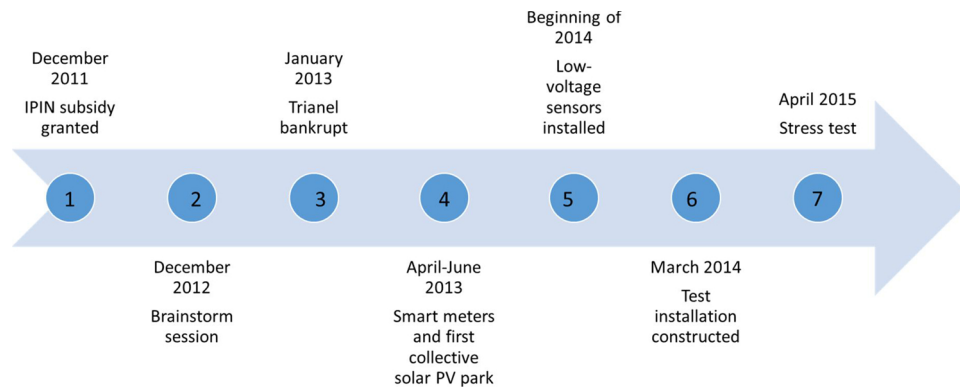 December
2011
IPIN subsidy
granted
January
2013
Trianel
bankrupt
Beginning of
2014
Low-
voltage
sensors
installed
April 2015
Stress test
1
2
3
4
5
6
7
December
2012
Brainstorm
session
April-June
2013
Smart meters
and first
collective
solar PV park
March 2014
Test
installation
constructed